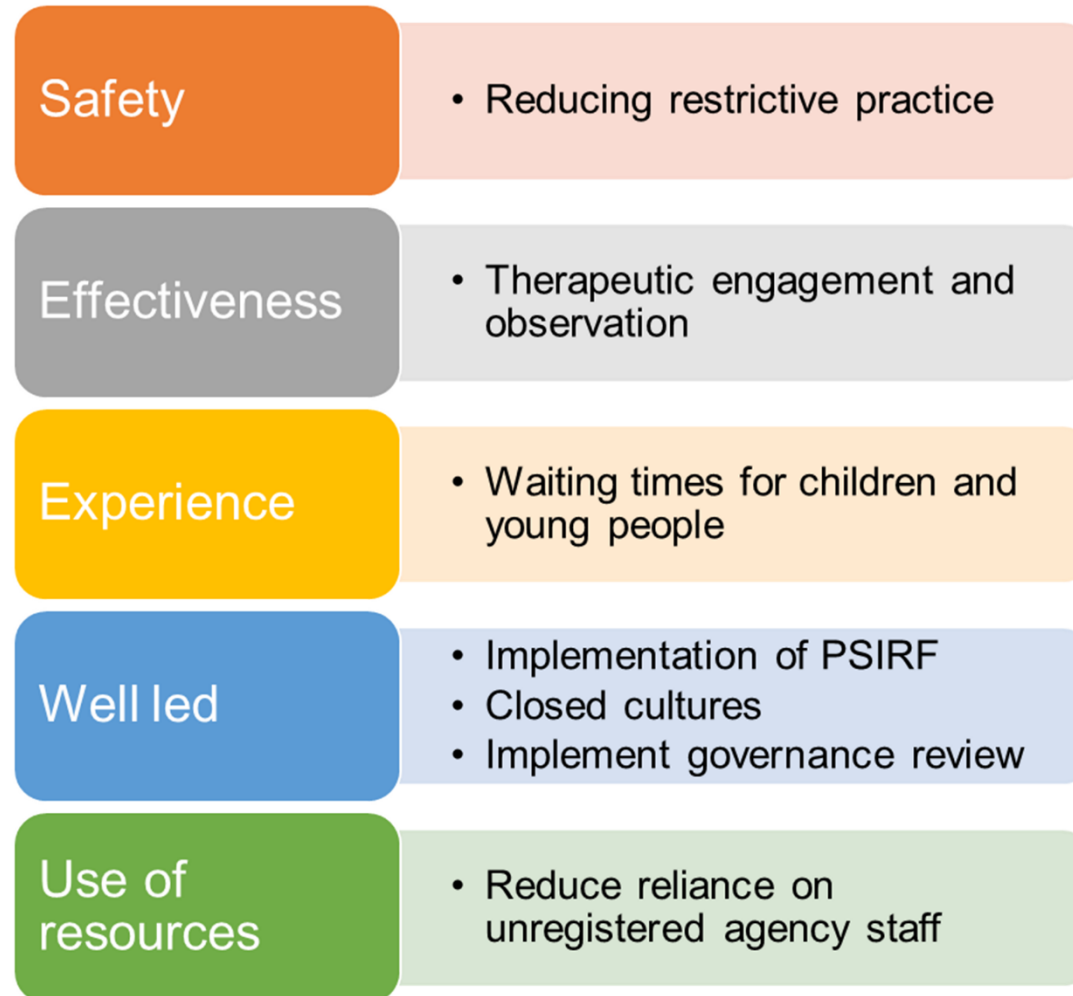 Safety
• Reducing restrictive practice
Effectiveness
• Therapeutic engagement and
observation
Experience
• Waiting times for children and
young people
Well led
• Implementation of PSIRF
• Closed cultures
• Implement governance review
Use of
resources
• Reduce reliance on
unregistered agency staff